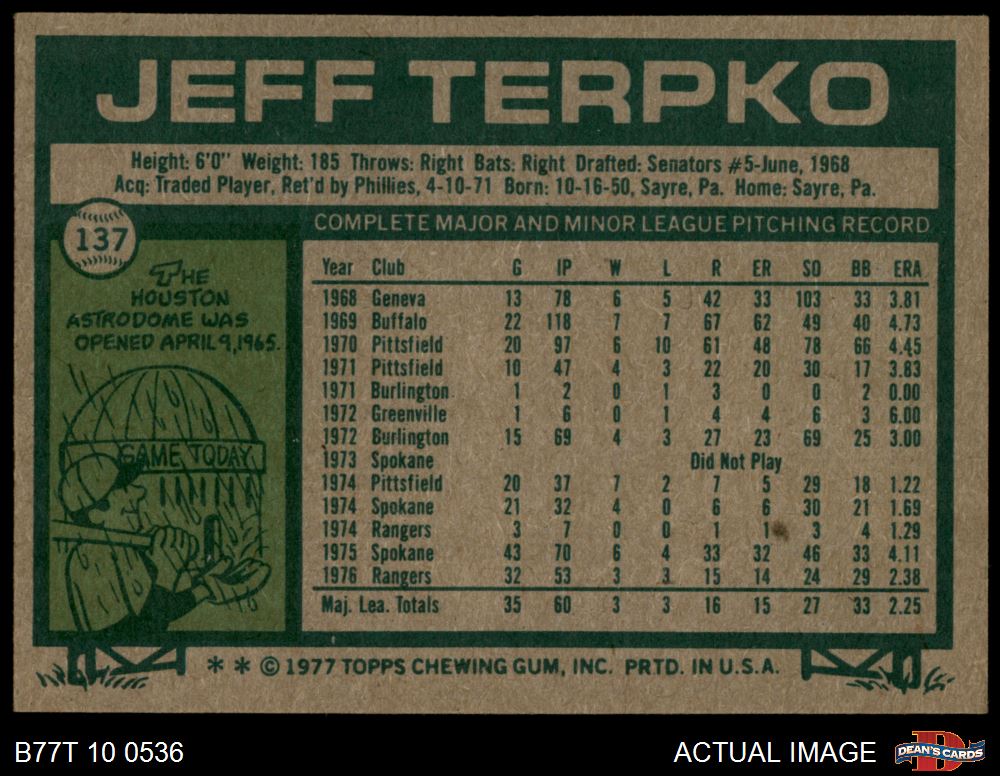 JEFF TERPKO
Height: 6'0" Weight: 185 Throws: Right Bats: Right Drafted: Senators #5-June, 1968
Acq: Traded Player, Ret'd by Phillies, 4-10-71 Born: 10-16-50, Sayre, Pa. Home: Sayre, Pa.
137
THE
HOUSTON
ASTRODOME WAS
OPENED APRIL 9, 1965.
GAME TODAY
COMPLETE MAJOR AND MINOR LEAGUE PITCHING RECORD
Year Club G IP W L R ER SO BB ERA
1968 Geneva 13 78 6 5 42 33 103 33 3.81
1969 Buffalo 22 118 7 7 67 62 49 40 4.73
1970 Pittsfield 20 97 6 10 61 48 78 66 4.45
1971 Pittsfield 10 47 4 3 22 20 30 17 3.83
1971 Burlington 1 2 0 1 3 0 0 2 0.00
1972 Greenville 1 6 0 1 4 4 6 3 6.00
1972 Burlington 15 69 4 3 27 23 69 25 3.00
1973 Spokane Did Not Play
1974 Pittsfield 20 37 7 2 7 5 29 18 1.22
1974 Spokane 21 32 4 0 6 6 30 21 1.69
1974 Rangers 3 7 0 0 1 1 3 4 1.29
1975 Spokane 43 70 6 4 33 32 46 33 4.11
1976 Rangers 32 53 3 3 15 14 24 29 2.38
Maj. Lea. Totals 35 60 3 3 16 15 27 33 2.25
* * © 1977 TOPPS CHEWING GUM, INC. PRTD. IN U.S.A.
B77T 10 0536
ACTUAL IMAGE
DEAN'S CARDS